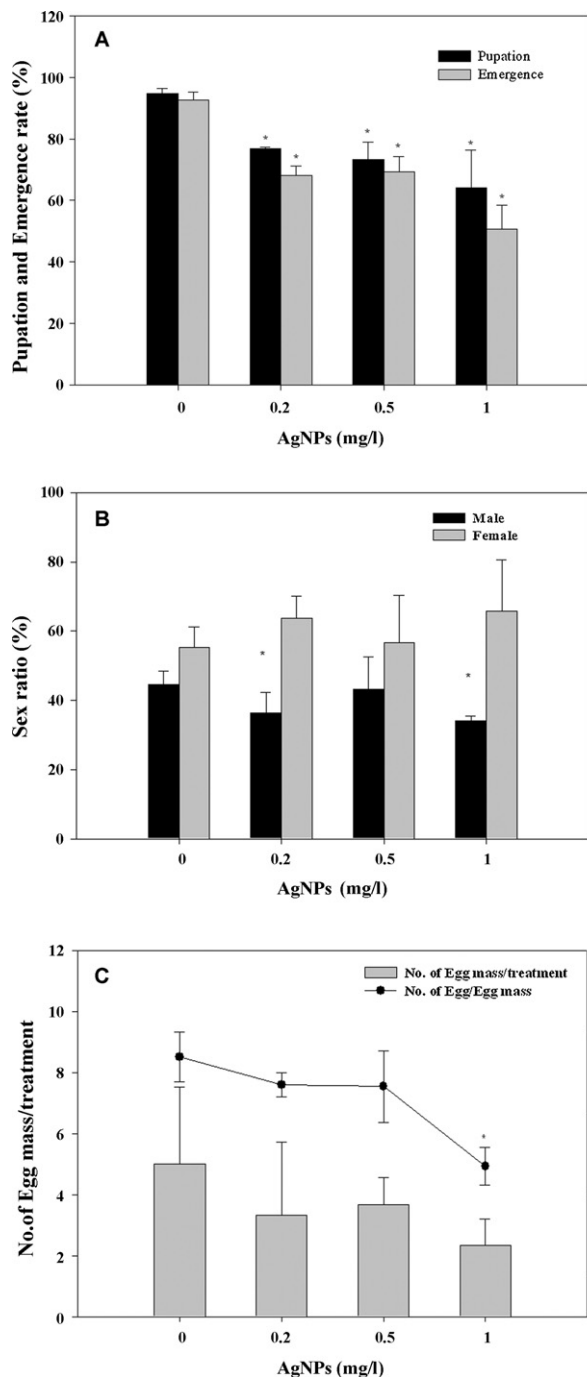 A
Pupation
Emergence
Pupation and Emergence rate (%)
120
100
80
60
40
20
0
* * * * * *
0 0.2 0.5 1
AgNPs (mg/l)
B
Male
Female
Sex ratio (%)
100
80
60
40
20
0
* *
0 0.2 0.5 1
AgNPs (mg/l)
C
No. of Egg mass/treatment
No. of Egg/Egg mass
No.of Egg mass/treatment
12
10
8
6
4
2
0
*
0 0.2 0.5 1
AgNPs (mg/l)